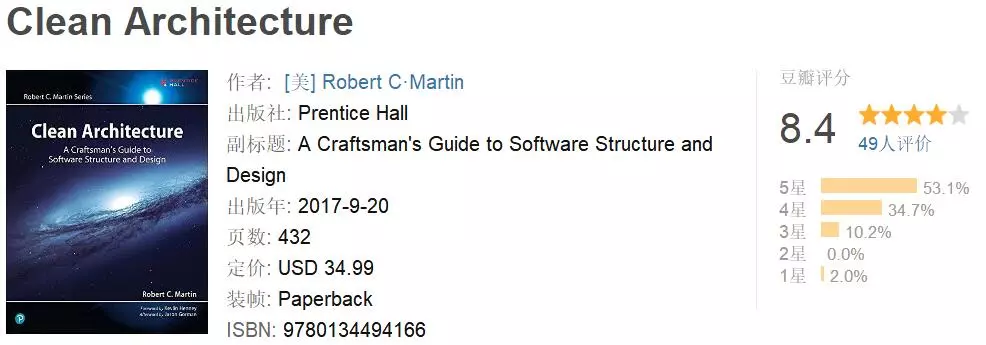 Clean Architecture
PRENTICE
HALL
Robert C. Martin Series
Clean Architecture
A Craftsman's Guide to
Software Structure and Design
Robert C. Martin
Foreword by Kevlin Henney
Afterword by Jason Gorman
P
作者: [美] Robert C·Martin
出版社: Prentice Hall
副标题: A Craftsman's Guide to Software Structure and
Design
出版年: 2017-9-20
页数: 432
定价: USD 34.99
装帧: Paperback
ISBN: 9780134494166
豆瓣评分
8.4
49人评价
5星 53.1%
4星 34.7%
3星 10.2%
2星 0.0%
1星 2.0%